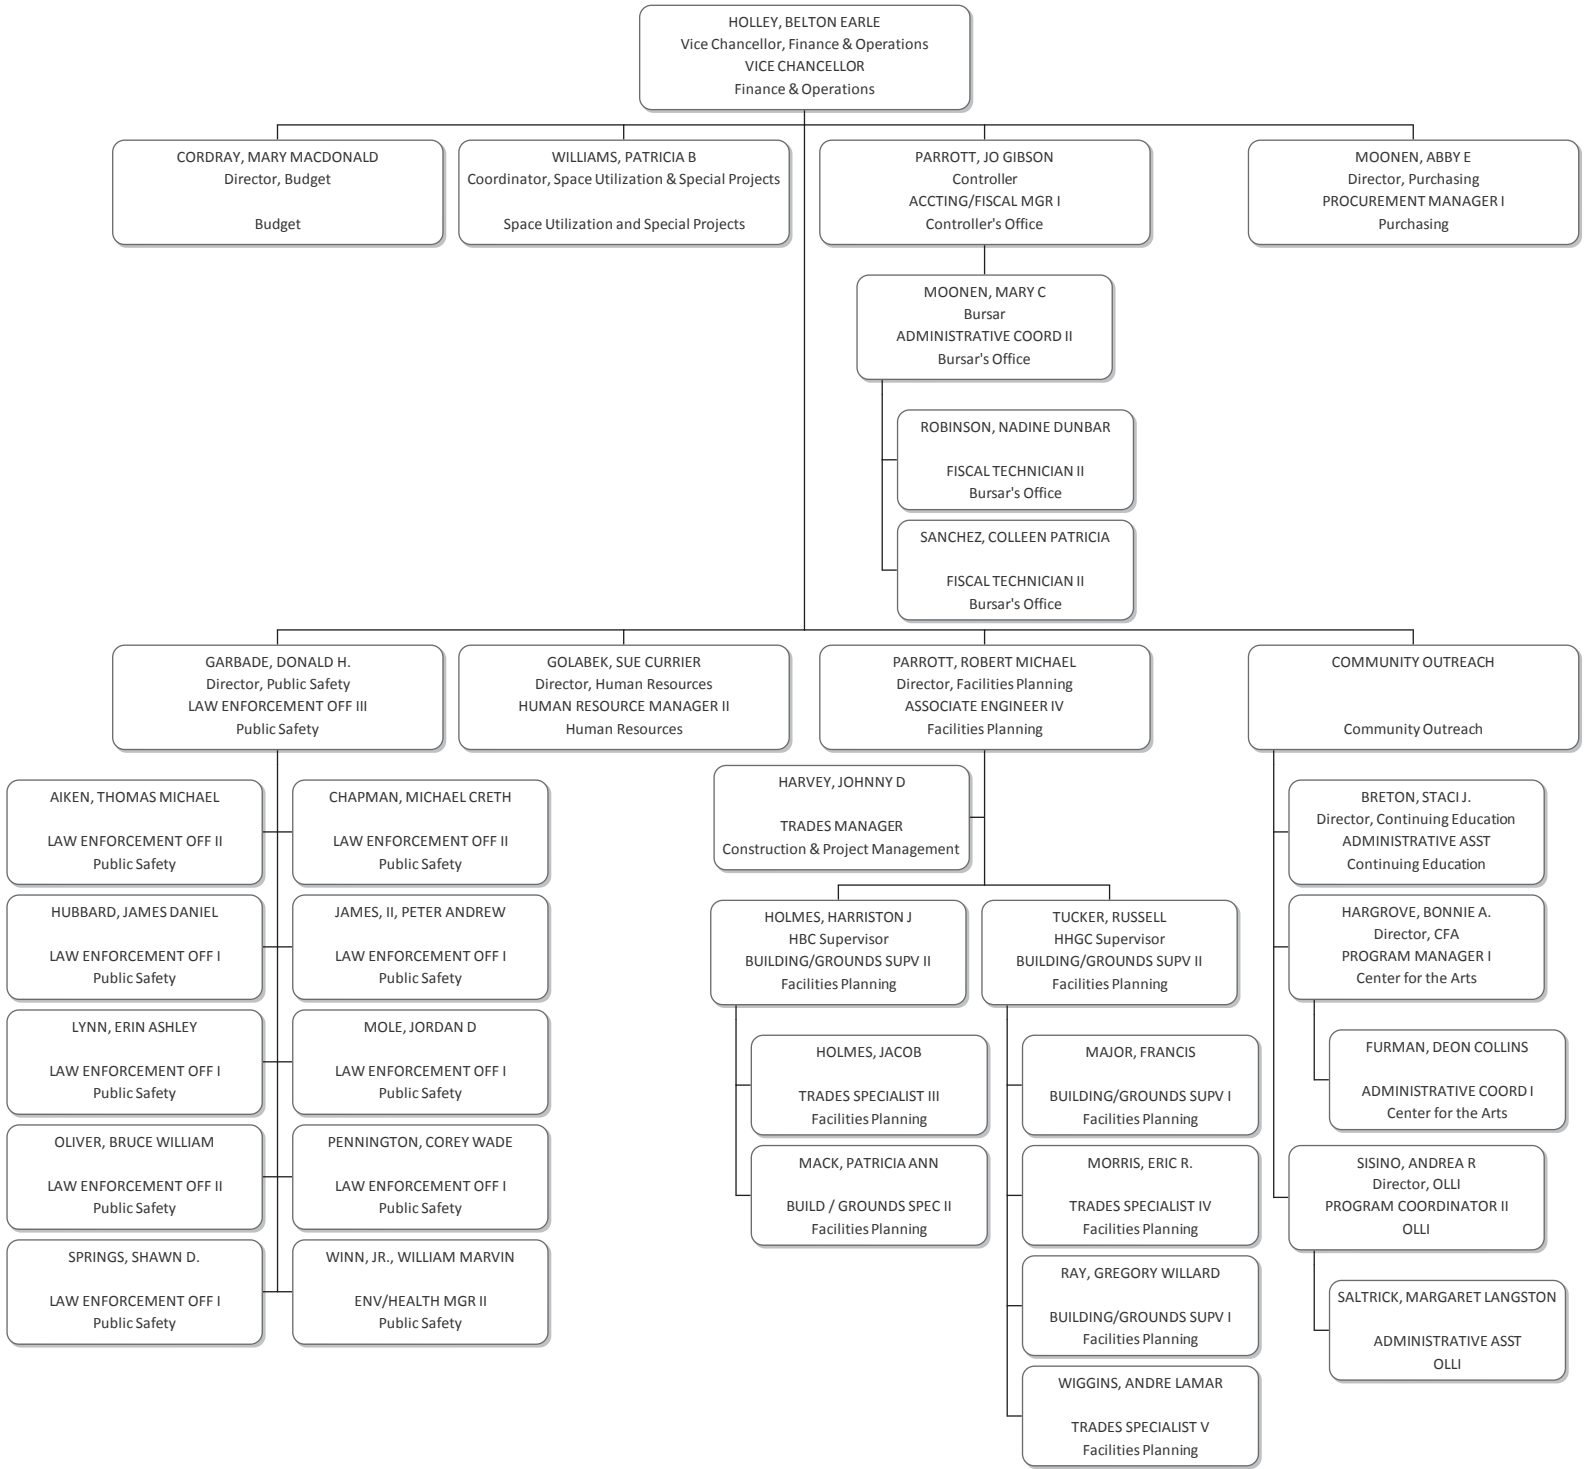 HOLLEY, BELTON EARLE
Vice Chancellor, Finance & Operations
VICE CHANCELLOR
Finance & Operations
CORDRAY, MARY MACDONALD
Director, Budget
Budget
WILLIAMS, PATRICIA B
Coordinator, Space Utilization & Special Projects
Space Utilization and Special Projects
PARROTT, JO GIBSON
Controller
ACCTING/FISCAL MGR I
Controller's Office
MOONEN, ABBY E
Director, Purchasing
PROCUREMENT MANAGER I
Purchasing
MOONEN, MARY C
Bursar
ADMINISTRATIVE COORD II
Bursar's Office
ROBINSON, NADINE DUNBAR
FISCAL TECHNICIAN II
Bursar's Office
SANCHEZ, COLLEEN PATRICIA
FISCAL TECHNICIAN II
Bursar's Office
GARBADE, DONALD H.
Director, Public Safety
LAW ENFORCEMENT OFF III
Public Safety
GOLABEK, SUE CURRIER
Director, Human Resources
HUMAN RESOURCE MANAGER II
Human Resources
PARROTT, ROBERT MICHAEL
Director, Facilities Planning
ASSOCIATE ENGINEER IV
Facilities Planning
COMMUNITY OUTREACH
Community Outreach
AIKEN, THOMAS MICHAEL
LAW ENFORCEMENT OFF II
Public Safety
CHAPMAN, MICHAEL CRETH
LAW ENFORCEMENT OFF II
Public Safety
HUBBARD, JAMES DANIEL
LAW ENFORCEMENT OFF I
Public Safety
JAMES, II, PETER ANDREW
LAW ENFORCEMENT OFF I
Public Safety
LYNN, ERIN ASHLEY
LAW ENFORCEMENT OFF I
Public Safety
MOLE, JORDAN D
LAW ENFORCEMENT OFF I
Public Safety
OLIVER, BRUCE WILLIAM
LAW ENFORCEMENT OFF II
Public Safety
PENNINGTON, COREY WADE
LAW ENFORCEMENT OFF I
Public Safety
SPRINGS, SHAWN D.
LAW ENFORCEMENT OFF I
Public Safety
WINN, JR., WILLIAM MARVIN
ENV/HEALTH MGR II
Public Safety
HARVEY, JOHNNY D
TRADES MANAGER
Construction & Project Management
HOLMES, HARRISTON J
HBC Supervisor
BUILDING/GROUNDS SUPV II
Facilities Planning
HOLMES, JACOB
TRADES SPECIALIST III
Facilities Planning
MACK, PATRICIA ANN
BUILD / GROUNDS SPEC II
Facilities Planning
TUCKER, RUSSELL
HHGC Supervisor
BUILDING/GROUNDS SUPV II
Facilities Planning
MAJOR, FRANCIS
BUILDING/GROUNDS SUPV I
Facilities Planning
MORRIS, ERIC R.
TRADES SPECIALIST IV
Facilities Planning
RAY, GREGORY WILLARD
BUILDING/GROUNDS SUPV I
Facilities Planning
WIGGINS, ANDRE LAMAR
TRADES SPECIALIST V
Facilities Planning
BRETON, STACI J.
Director, Continuing Education
ADMINISTRATIVE ASST
Continuing Education
HARGROVE, BONNIE A.
Director, CFA
PROGRAM MANAGER I
Center for the Arts
FURMAN, DEON COLLINS
ADMINISTRATIVE COORD I
Center for the Arts
SISINO, ANDREA R
Director, OLLI
PROGRAM COORDINATOR II
OLLI
SALTRICK, MARGARET LANGSTON
ADMINISTRATIVE ASST
OLLI